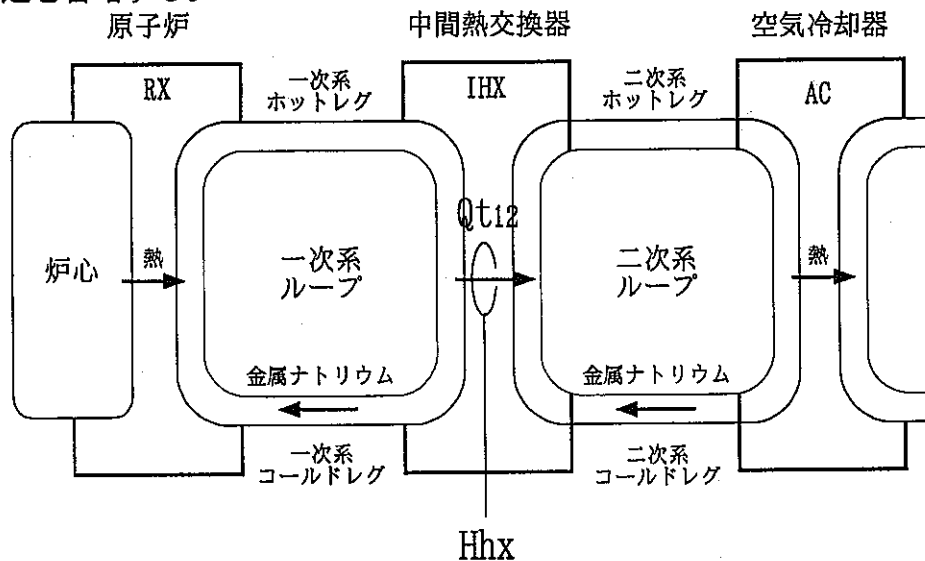 原子炉
中間熱交換器
空気冷却器
RX
一次系
ホットレグ
IHX
二次系
ホットレグ
AC
Qt12
炉心
熱
一次系
ループ
二次系
ループ
熱
金属ナトリウム
金属ナトリウム
一次系
コールドレグ
二次系
コールドレグ
Hhx